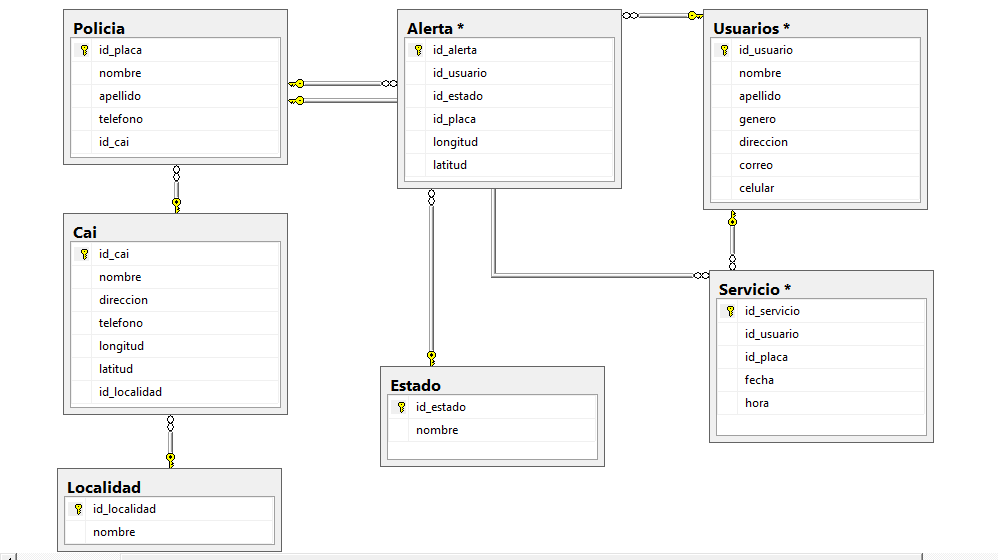 Policia
id_placa
nombre
apellido
telefono
id_cai
Alerta *
id_alerta
id_usuario
id_estado
id_placa
longitud
latitud
Usuarios *
id_usuario
nombre
apellido
genero
direccion
correo
celular
Cai
id_cai
nombre
direccion
telefono
longitud
latitud
id_localidad
Servicio *
id_servicio
id_usuario
id_placa
fecha
hora
Estado
id_estado
nombre
Localidad
id_localidad
nombre